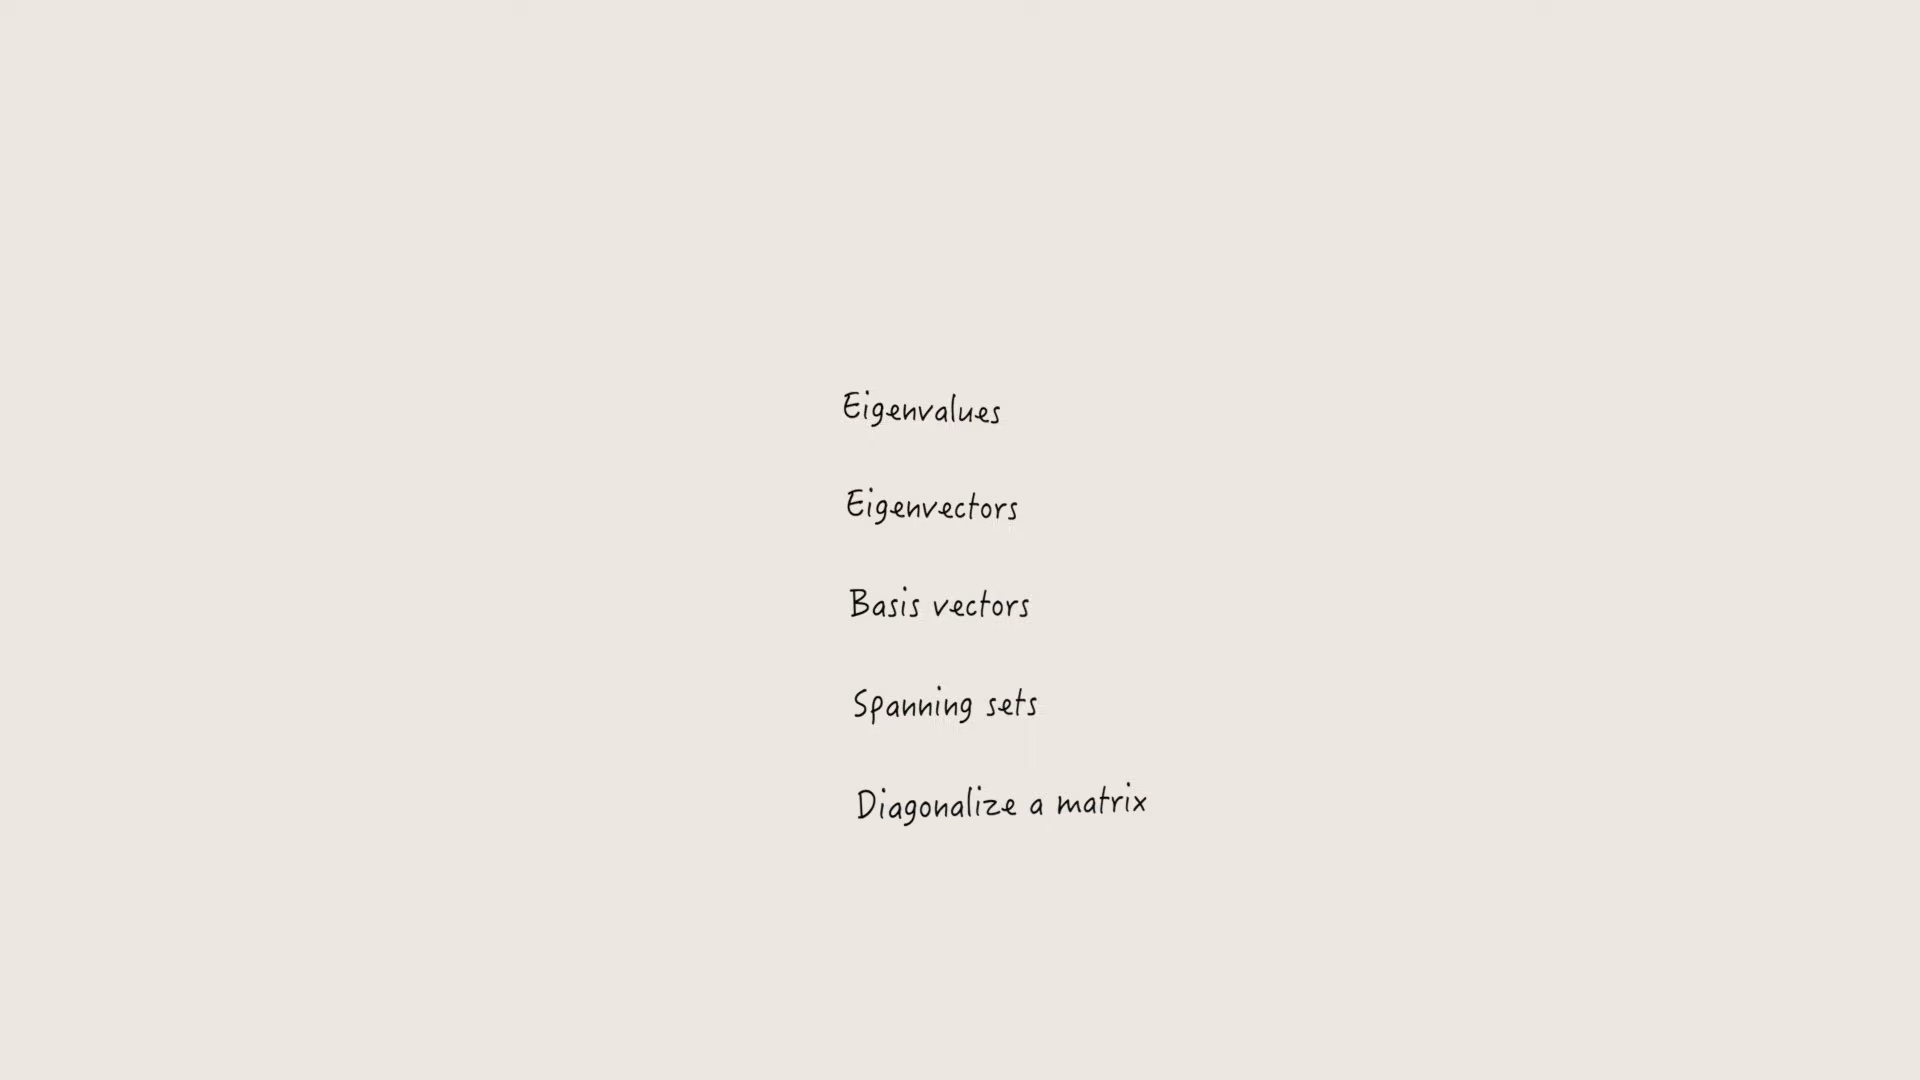 Eigenvalues
Eigenvectors
Basis vectors
Spanning sets
Diagonalize a matrix